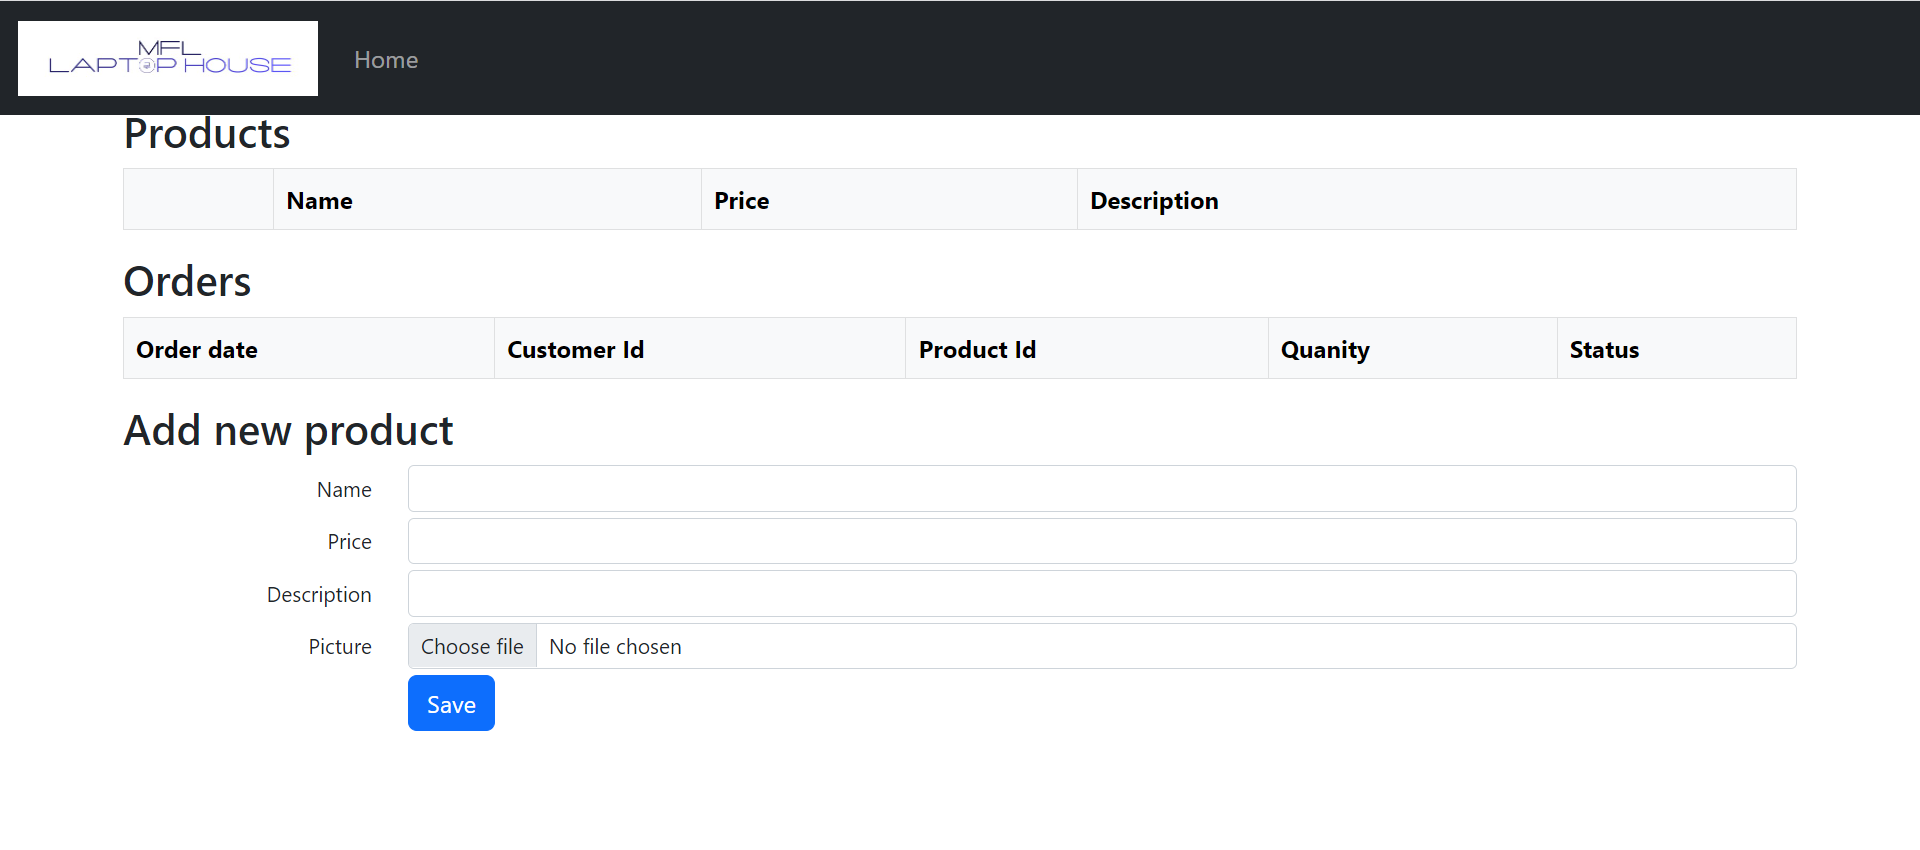 MFL
LAPTOP HOUSE
Home
Products
Name Price Description
Orders
Order date Customer Id Product Id Quanity Status
Add new product
Name
Price
Description
Picture Choose file No file chosen
Save